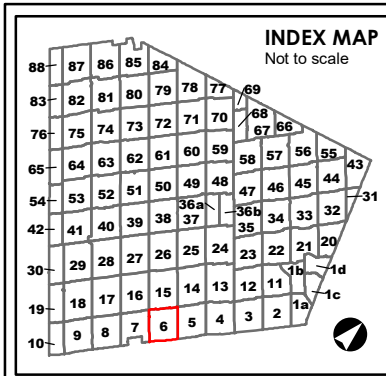 INDEX MAP
Not to scale
88 87 86 85 84
83 82 81 80 79 78 77 69
76 75 74 73 72 71 70 68 67 66
65 64 63 62 61 60 59 58 57 56 55 43
54 53 52 51 50 49 48 47 46 45 44 31
42 41 40 39 38 36a 37 36b 35 34 33 32
30 29 28 27 26 25 24 23 22 21 20
19 18 17 16 15 14 13 12 11 1b 1d
10 9 8 7 6 5 4 3 2 1a 1c